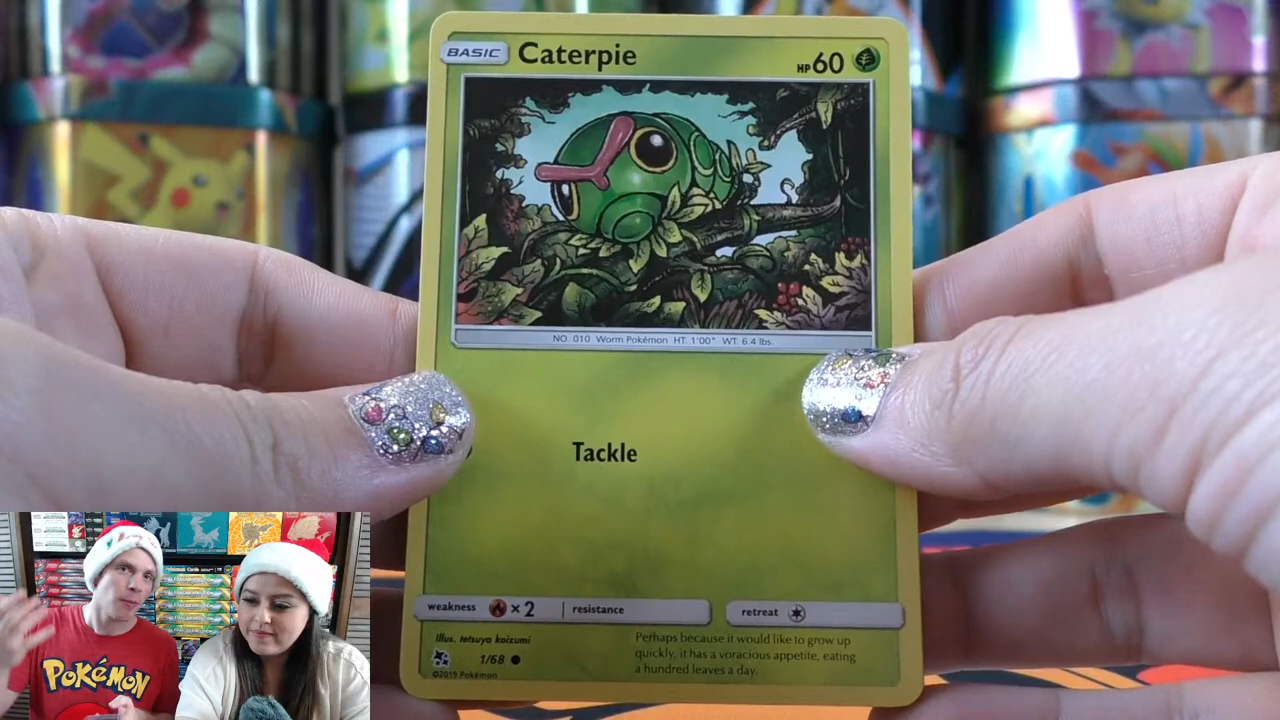 BASIC Caterpie HP 60
NO. 010 Worm Pokémon HT: 1'00" WT: 6.4 lbs.
Tackle
weakness ×2 resistance retreat
Illus. tetsuya koizumi
1/68
©2019 Pokémon
Perhaps because it would like to grow up
quickly, it has a voracious appetite, eating
a hundred leaves a day.
POKéMON